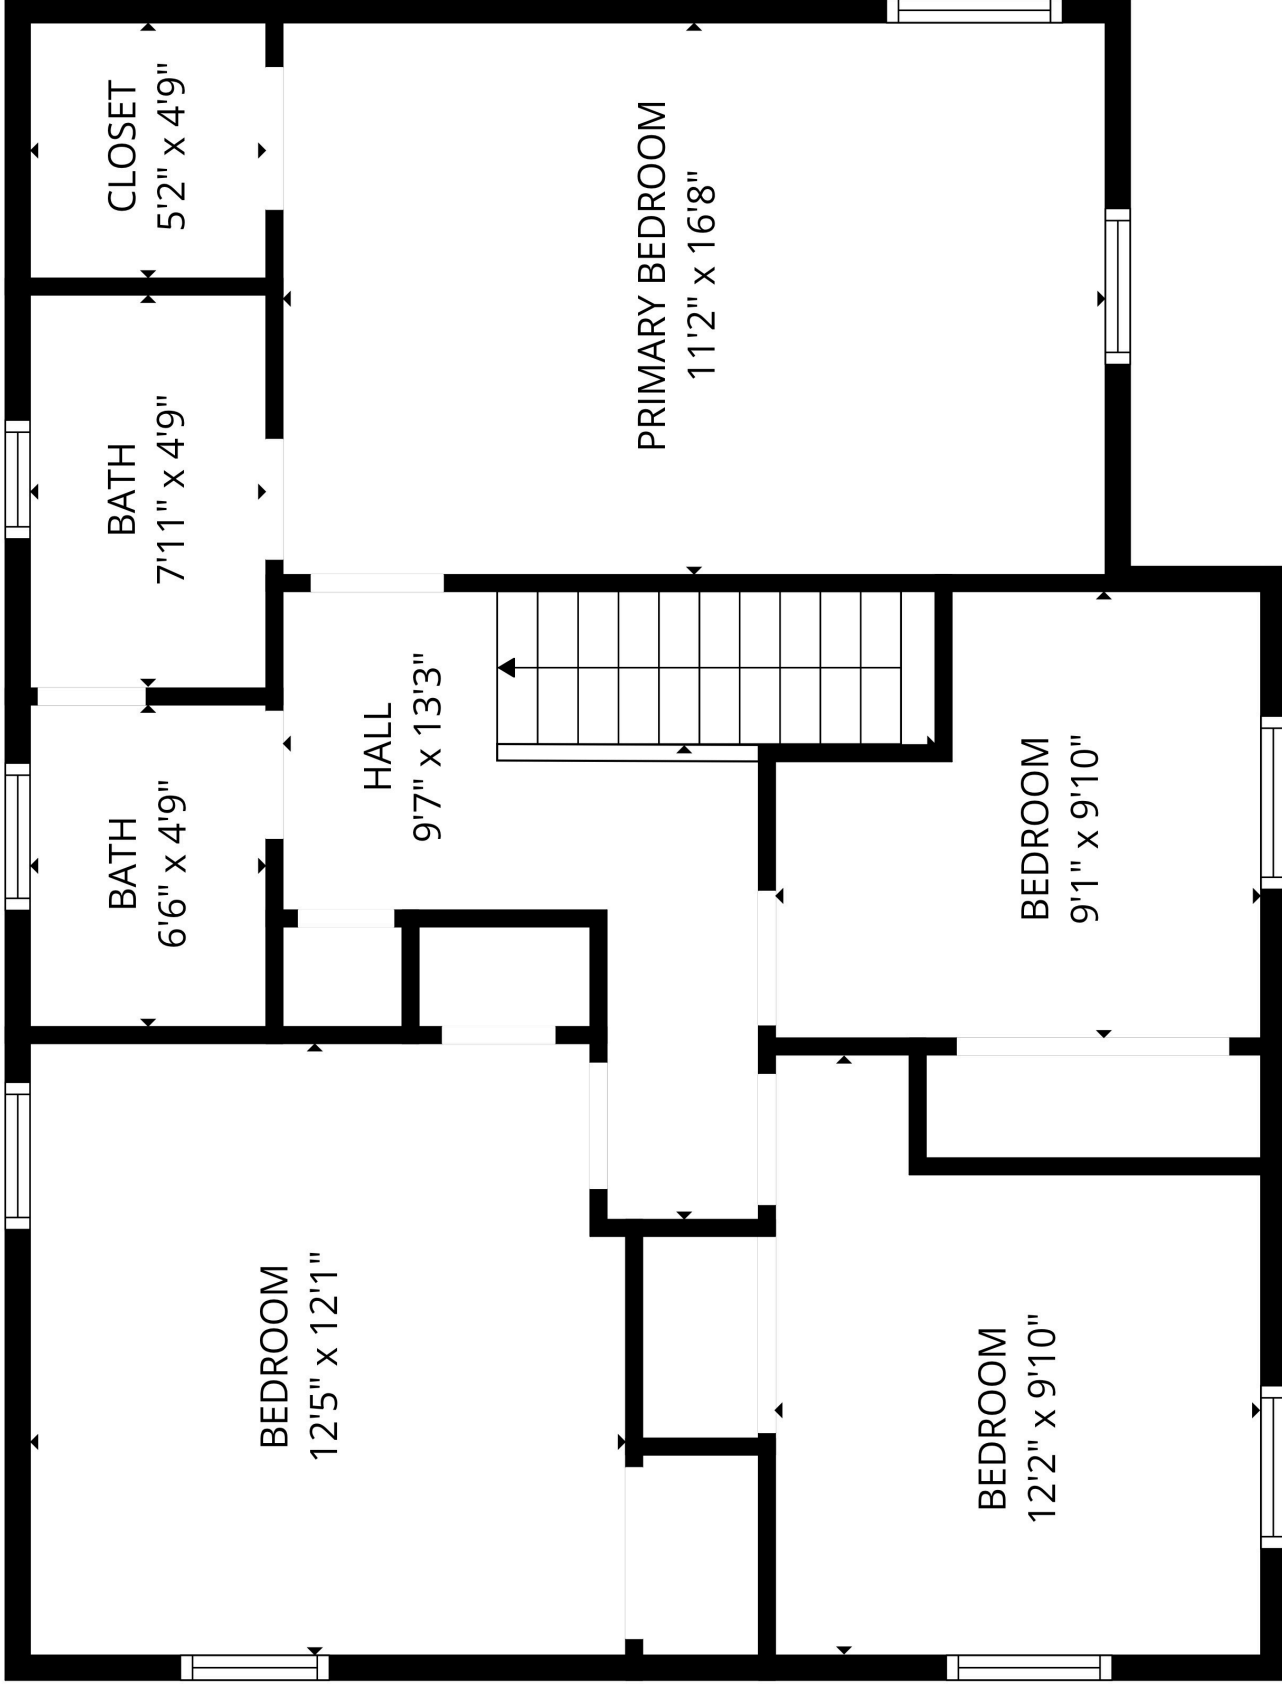 CLOSET
5'2" x 4'9"
PRIMARY BEDROOM
11'2" x 16'8"
BATH
7'11" x 4'9"
HALL
9'7" x 13'3"
BATH
6'6" x 4'9"
BEDROOM
9'1" x 9'10"
BEDROOM
12'5" x 12'1"
BEDROOM
12'2" x 9'10"